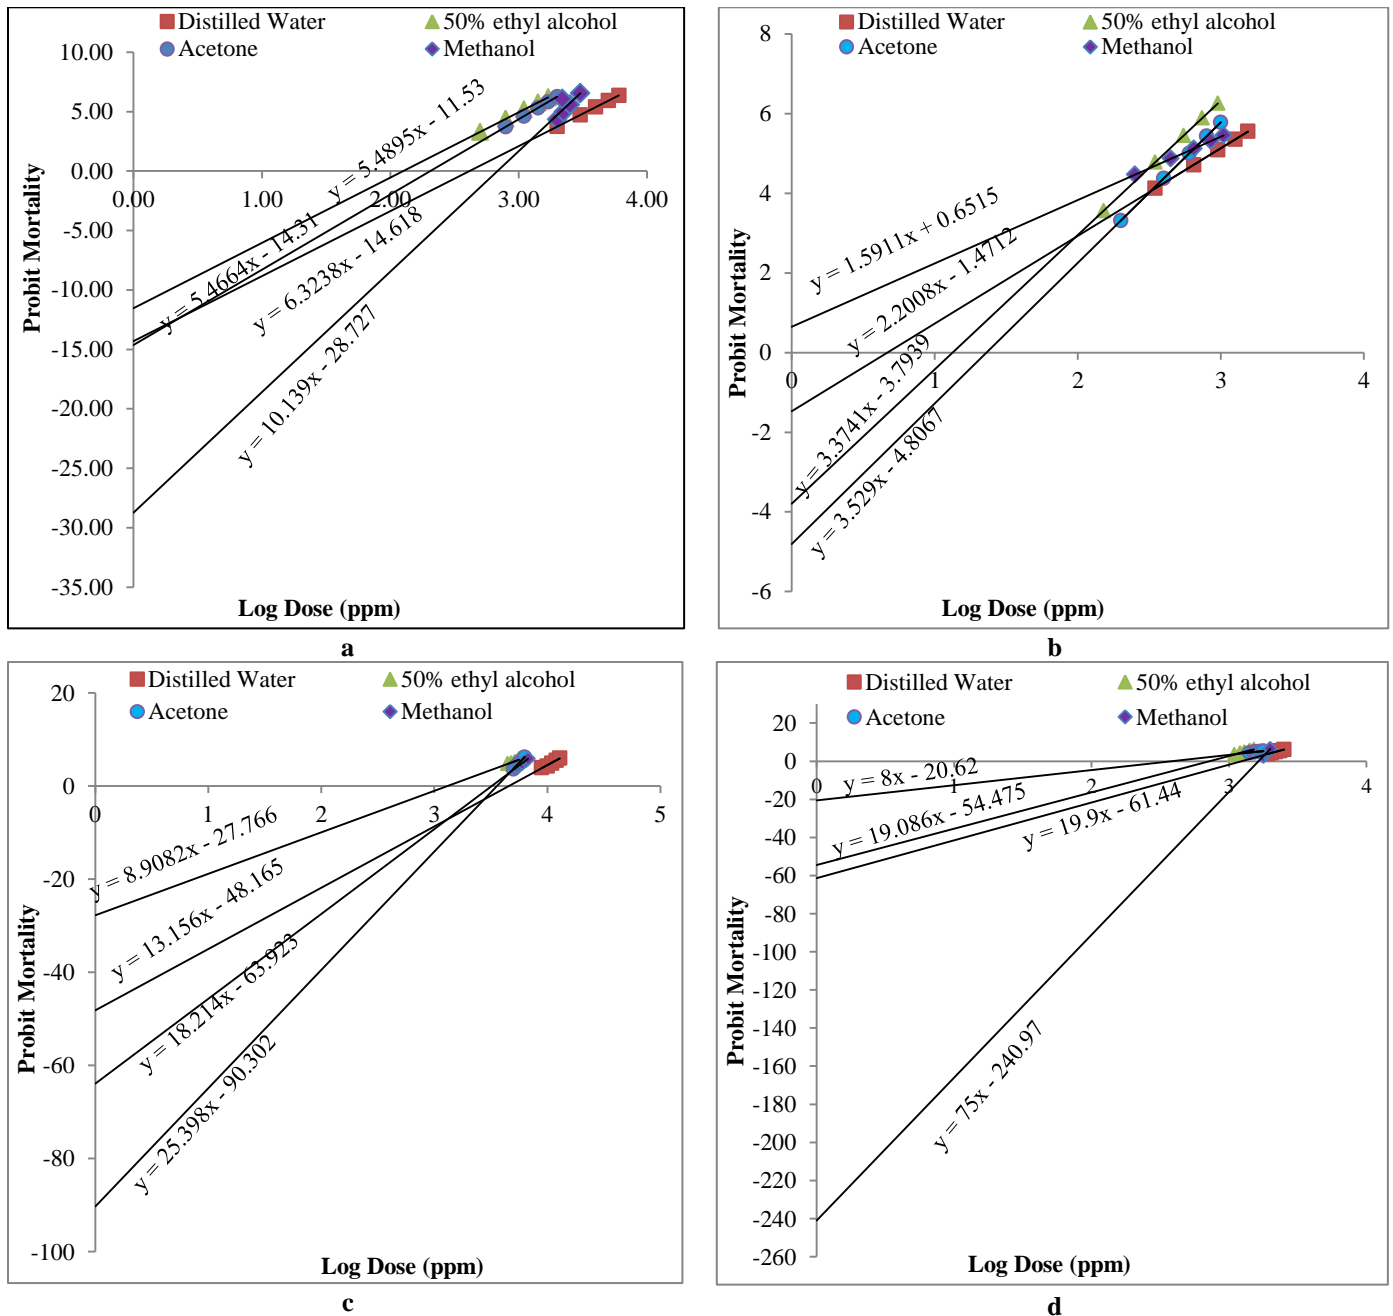 Distilled Water 50% ethyl alcohol
Acetone Methanol
10.00
5.00
0.00
-5.00
-10.00
-15.00
-20.00
-25.00
-30.00
-35.00
0.00 1.00 2.00 3.00 4.00
Probit Mortality
Log Dose (ppm)
y = 5.4895x - 11.53
y = 5.4664x - 14.31
y = 6.3238x - 14.618
y = 10.139x - 28.727
a
Distilled Water 50% ethyl alcohol
Acetone Methanol
8
6
4
2
0
-2
-4
-6
0 1 2 3 4
Probit Mortality
Log Dose (ppm)
y = 1.5911x + 0.6515
y = 2.2008x - 1.4712
y = 3.3741x - 3.7939
y = 3.529x - 4.8067
b
Distilled Water 50% ethyl alcohol
Acetone Methanol
20
0
-20
-40
-60
-80
-100
0 1 2 3 4 5
Probit Mortality
Log Dose (ppm)
y = 8.9082x - 27.766
y = 13.156x - 48.165
y = 18.214x - 63.923
y = 25.398x - 90.302
c
Distilled Water 50% ethyl alcohol
Acetone Methanol
20
0
-20
-40
-60
-80
-100
-120
-140
-160
-180
-200
-220
-240
-260
0 1 2 3 4
Probit Mortality
Log Dose (ppm)
y = 8x - 20.62
y = 19.086x - 54.475
y = 19.9x - 61.44
y = 75x - 240.97
d